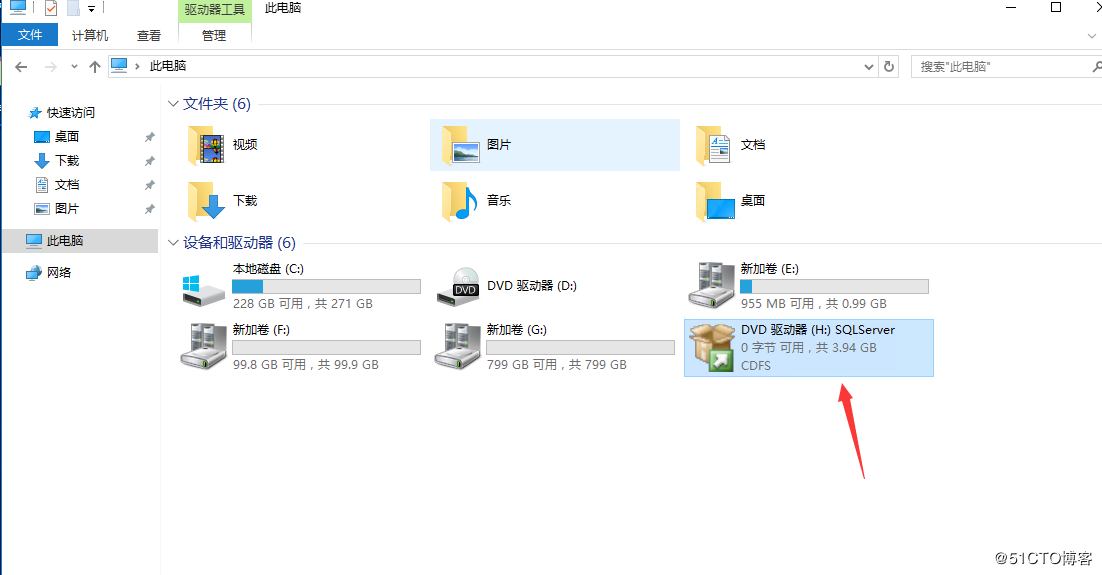 驱动器工具 此电脑
文件 计算机 查看 管理
此电脑 搜索"此电脑"
快速访问
桌面
下载
文档
图片
此电脑
网络
文件夹 (6)
视频 图片 文档
下载 音乐 桌面
设备和驱动器 (6)
本地磁盘 (C:)
228 GB 可用，共 271 GB
DVD
DVD 驱动器 (D:)
新加卷 (E:)
955 MB 可用，共 0.99 GB
新加卷 (F:)
99.8 GB 可用，共 99.9 GB
新加卷 (G:)
799 GB 可用，共 799 GB
DVD 驱动器 (H:) SQLServer
0 字节 可用，共 3.94 GB
CDFS
@51CTO博客